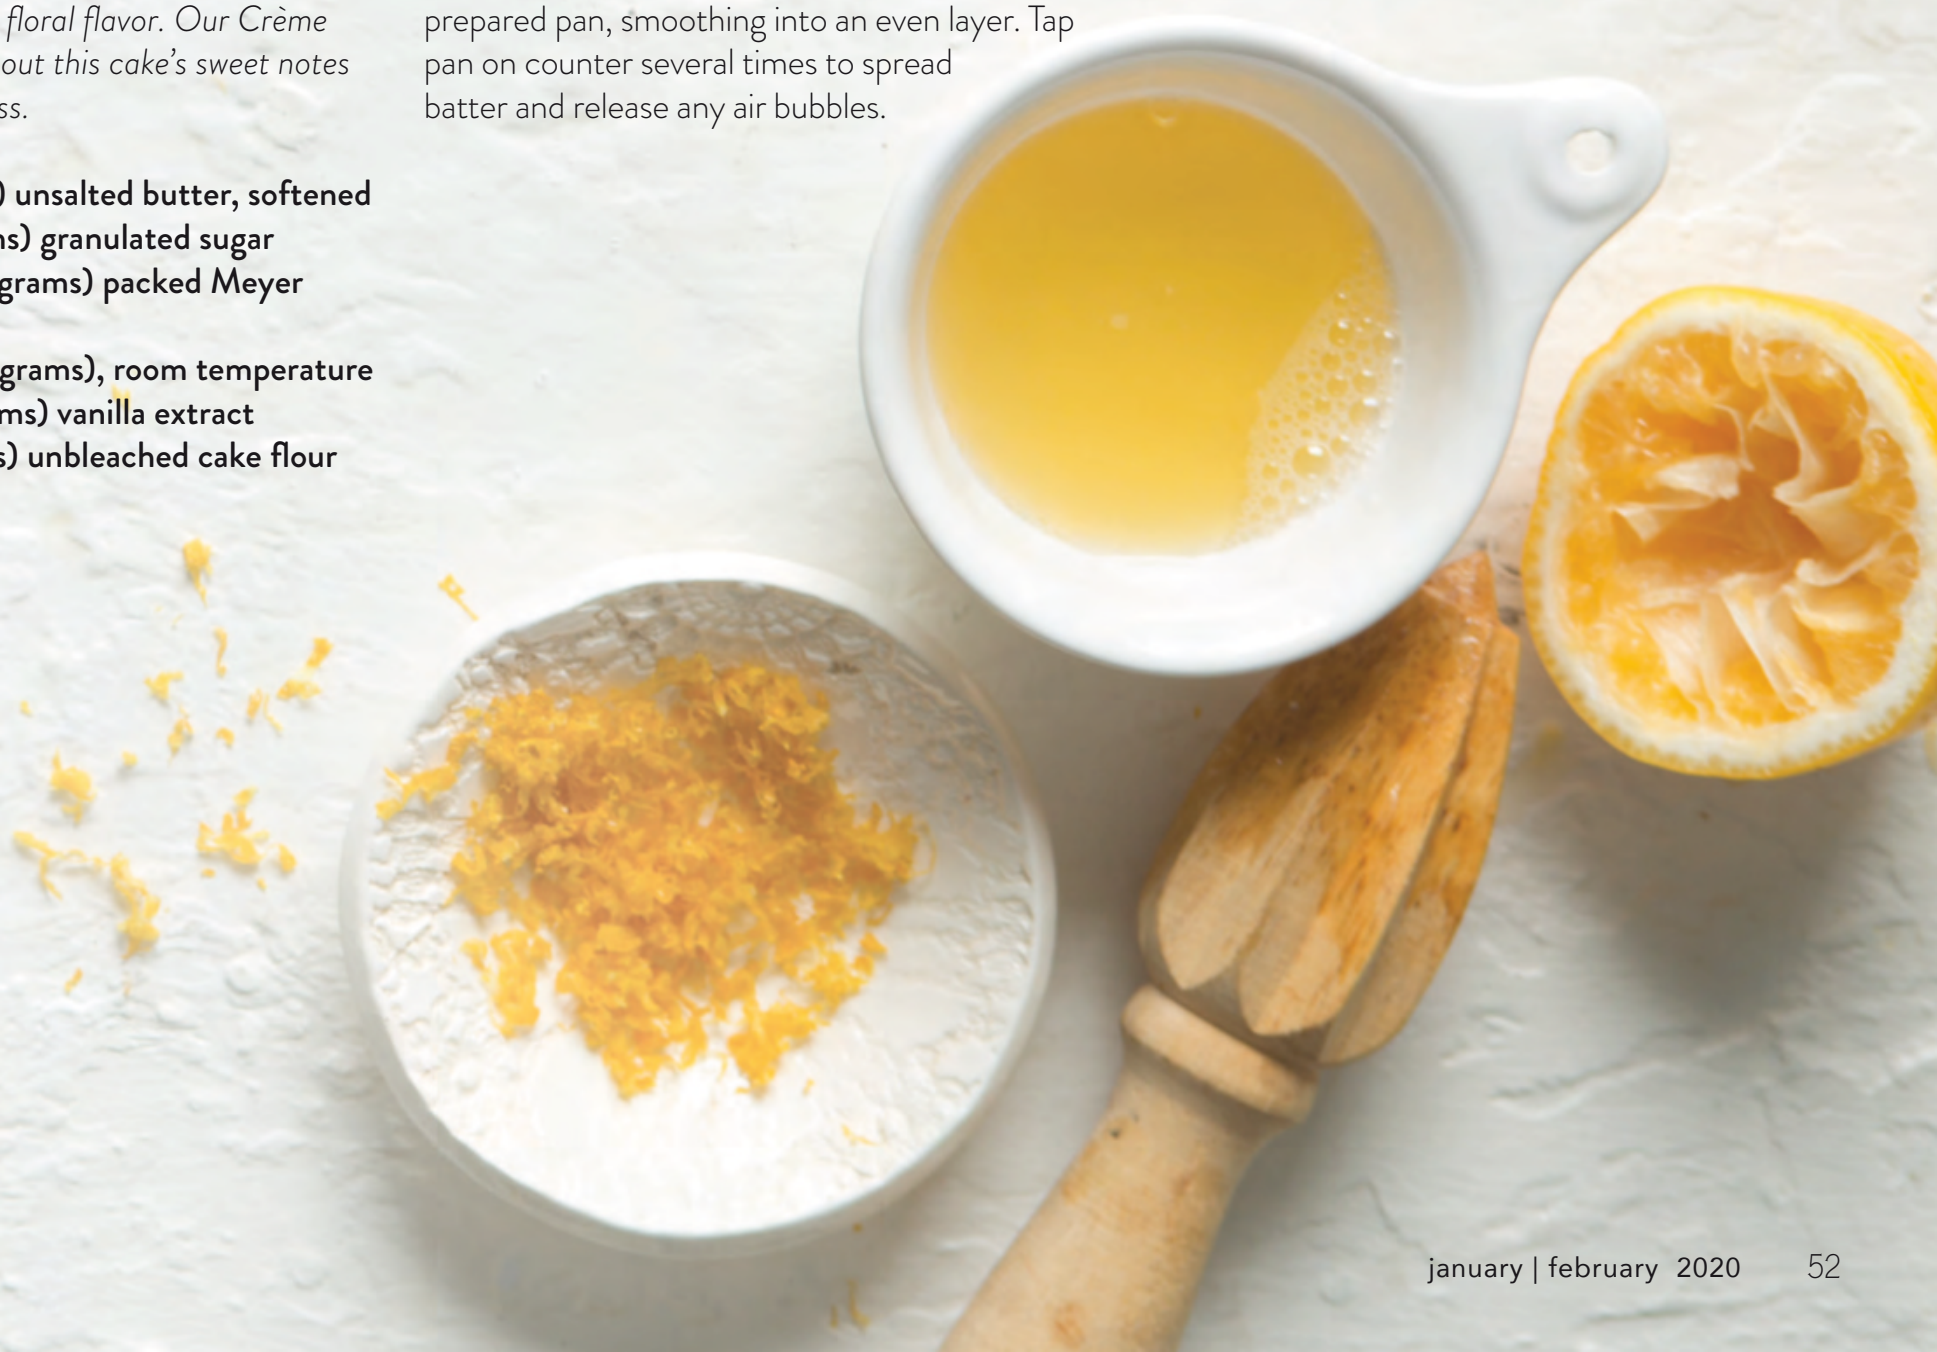 floral flavor. Our Crème
out this cake's sweet notes
ss.
) unsalted butter, softened
ns) granulated sugar
grams) packed Meyer
grams), room temperature
ms) vanilla extract
s) unbleached cake flour
prepared pan, smoothing into an even layer. Tap
pan on counter several times to spread
batter and release any air bubbles.
january | february 2020 52